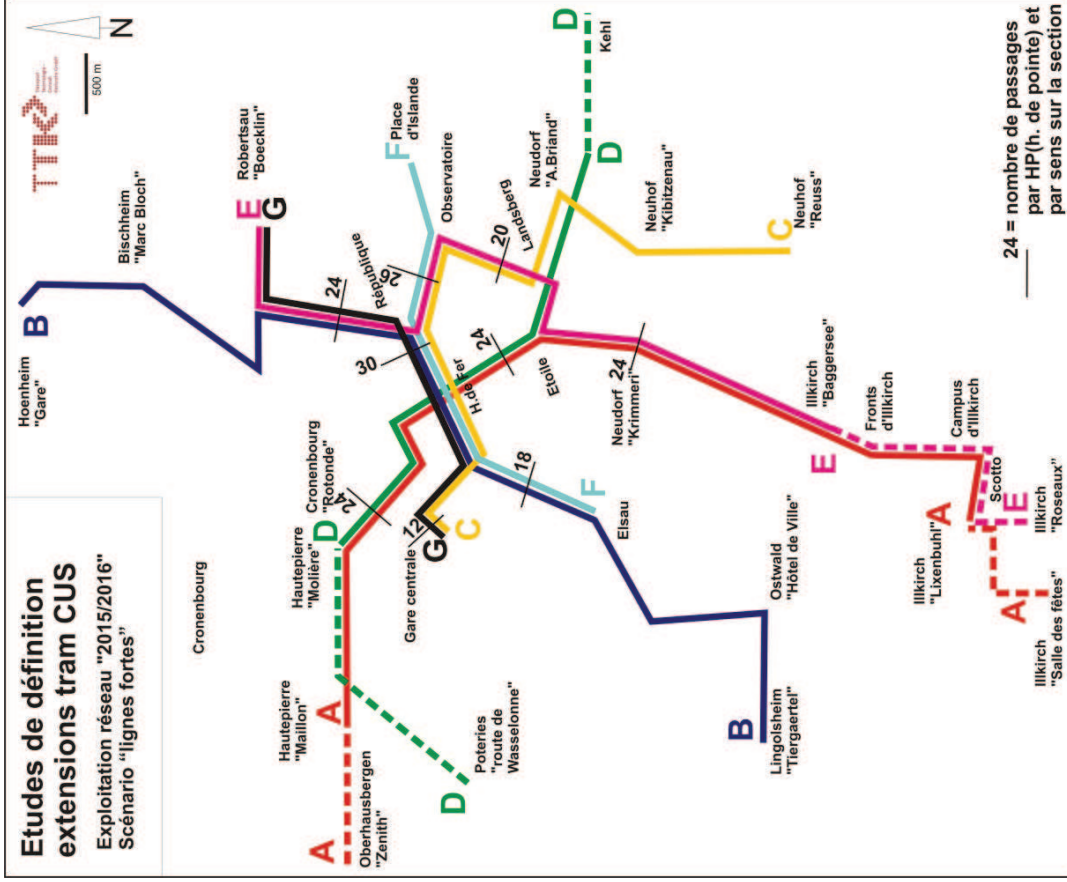 Etudes de définition
extensions tram CUS
Exploitation réseau "2015/2016"
Scénario "lignes fortes"
TTK
500 m
N
Hoenheim
"Gare"
B
Bischheim
"Marc Bloch"
Robertsau
"Boecklin"
E
G
Cronenbourg
24
République
F
Place
d'Islande
Observatoire
26
30
Hautepierre
"Maillon"
A
Oberhausbergen
"Zenith"
A
Hautepierre
"Molière"
D
Cronenbourg
"Rotonde"
24
Poteries
"route de
Wasselonne"
D
Gare centrale
12
G
C
H.de Fer
24
Etoile
20
Landsberg
Neudorf
"A.Briand"
D
D
Kehl
18
F
Elsau
Ostwald
"Hôtel de Ville"
Lingolsheim
"Tiergaertel"
B
Neudorf
"Krimmeri"
24
Neuhof
"Kibitzenau"
C
Neuhof
"Reuss"
Illkirch
"Baggersee"
E
Fronts
d'Illkirch
Campus
d'Illkirch
Illkirch
"Lixenbuhl"
A
Scotto
E
Illkirch
"Roseaux"
A
Illkirch
"Salle des fêtes"
24 = nombre de passages
par HP(h. de pointe) et
par sens sur la section